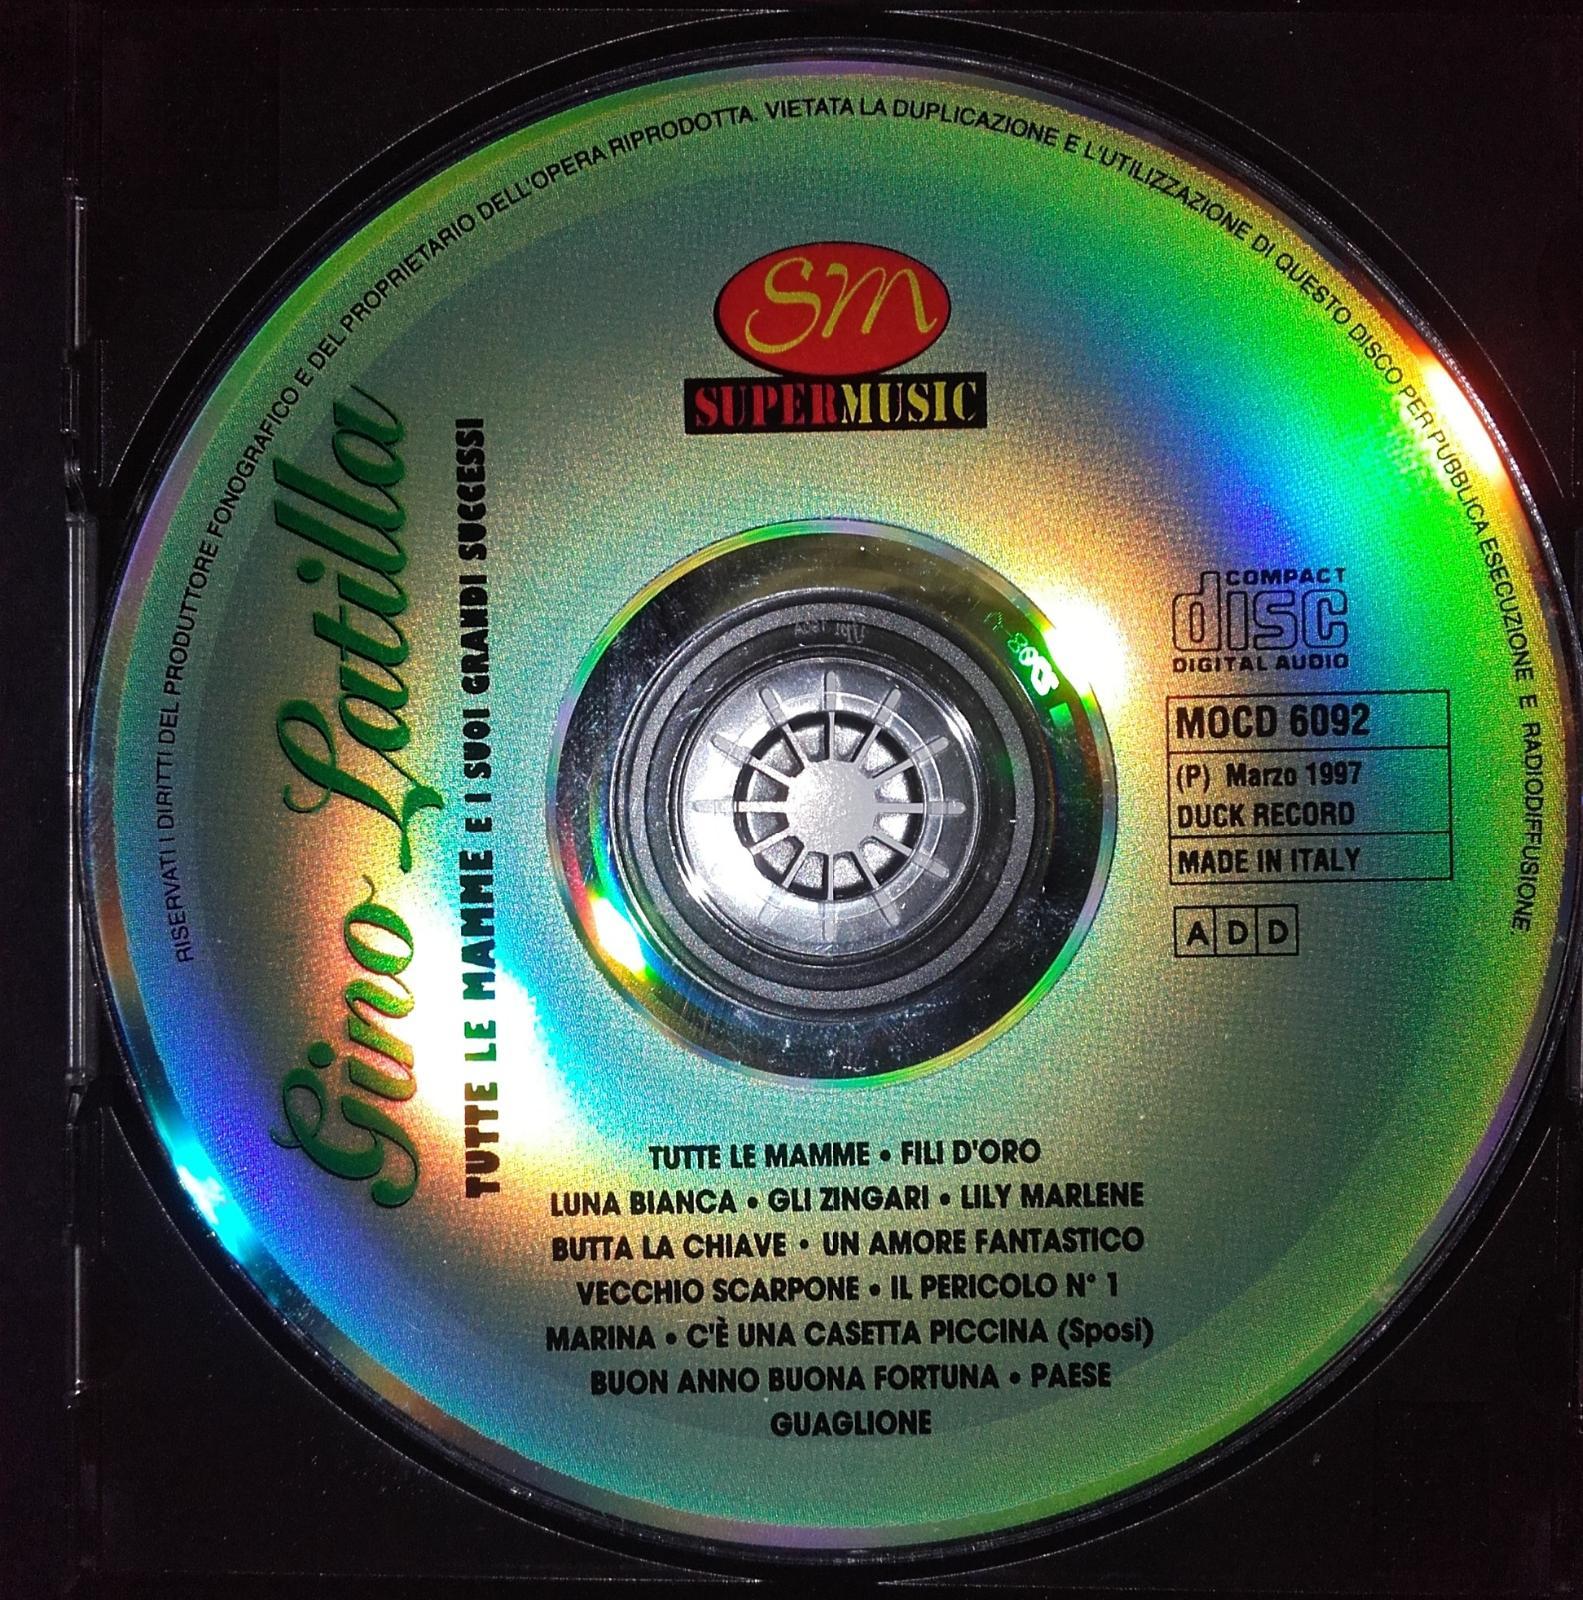 RISERVATI I DIRITTI DEL PRODUTTORE FONOGRAFICO E DEL PROPRIETARIO DELL'OPERA RIPRODOTTA. VIETATA LA DUPLICAZIONE E L'UTILIZZAZIONE DI QUESTO DISCO PER PUBBLICA ESECUZIONE E RADIODIFFUSIONE.
SM
SUPERMUSIC
Gino Latilla
TUTTE LE MAMME E I SUOI GRANDI SUCCESSI
COMPACT
disc
DIGITAL AUDIO
MOCD 6092
(P) Marzo 1997
DUCK RECORD
MADE IN ITALY
ADD
TUTTE LE MAMME • FILI D'ORO
LUNA BIANCA • GLI ZINGARI • LILY MARLENE
BUTTA LA CHIAVE • UN AMORE FANTASTICO
VECCHIO SCARPONE • IL PERICOLO N° 1
MARINA • C'È UNA CASETTA PICCINA (Sposi)
BUON ANNO BUONA FORTUNA • PAESE
GUAGLIONE